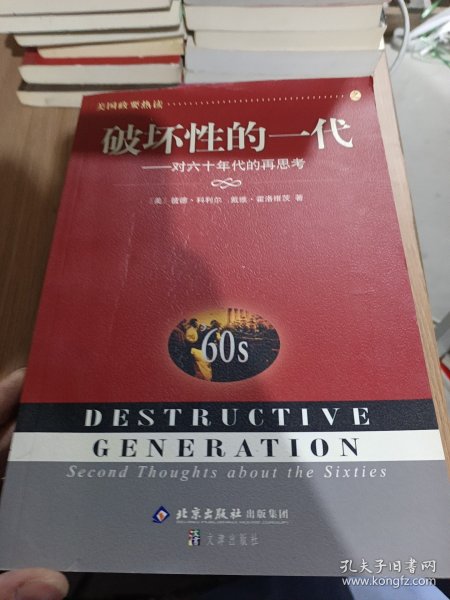 美国政要热读
2
破坏性的一代
——对六十年代的再思考
〔美〕彼德·科利尔 戴维·霍洛维茨 著
'60s
DESTRUCTIVE
GENERATION
Second Thoughts about the Sixties
北京出版社 出版集团
文津出版社
孔夫子旧书网
www.kongfz.com